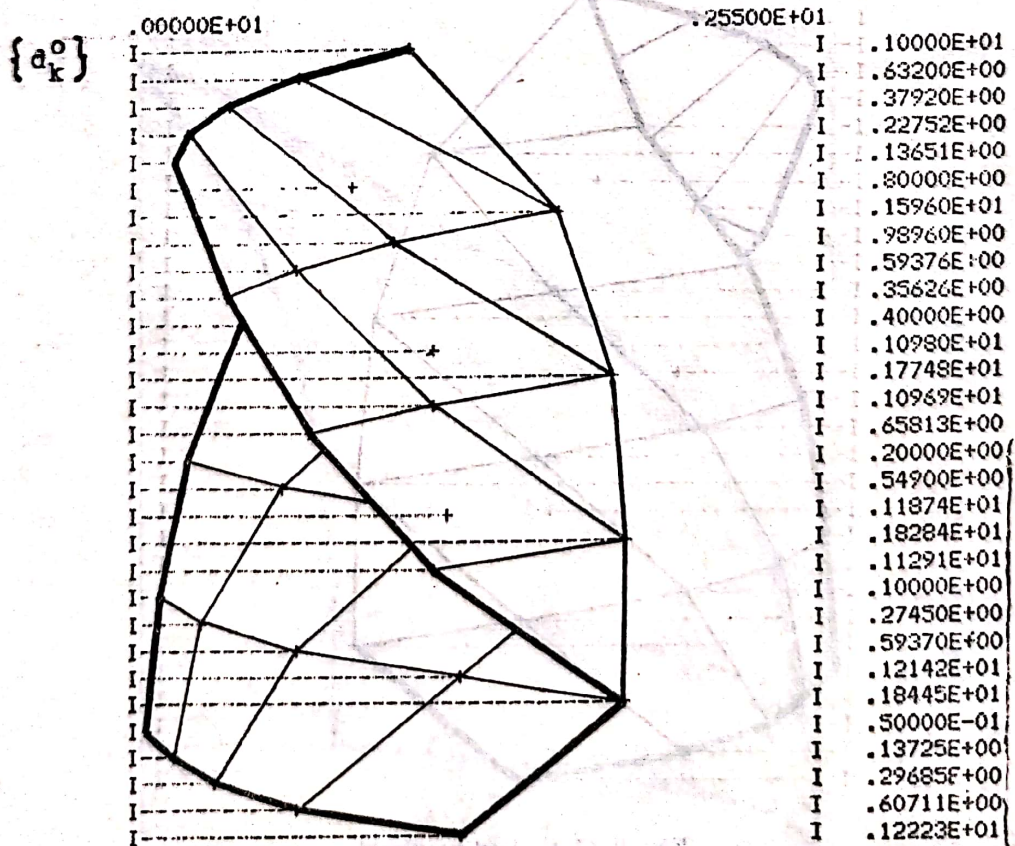 .00000E+01 .25500E+01
{a_k^o} I I .10000E+01
I I .63200E+00
I I .37920E+00
I I .22752E+00
I I .13651E+00
I I .80000E+00
I I .15960E+01
I I .98960E+00
I I .59376E+00
I I .35626E+00
I I .40000E+00
I I .10980E+01
I I .17748E+01
I I .10969E+01
I I .65813E+00
I I .20000E+00
I I .54900E+00
I I .11874E+01
I I .18284E+01
I I .11291E+01
I I .10000E+00
I I .27450E+00
I I .59370E+00
I I .12142E+01
I I .18445E+01
I I .50000E-01
I I .13725E+00
I I .29685E+00
I I .60711E+00
I I .12223E+01